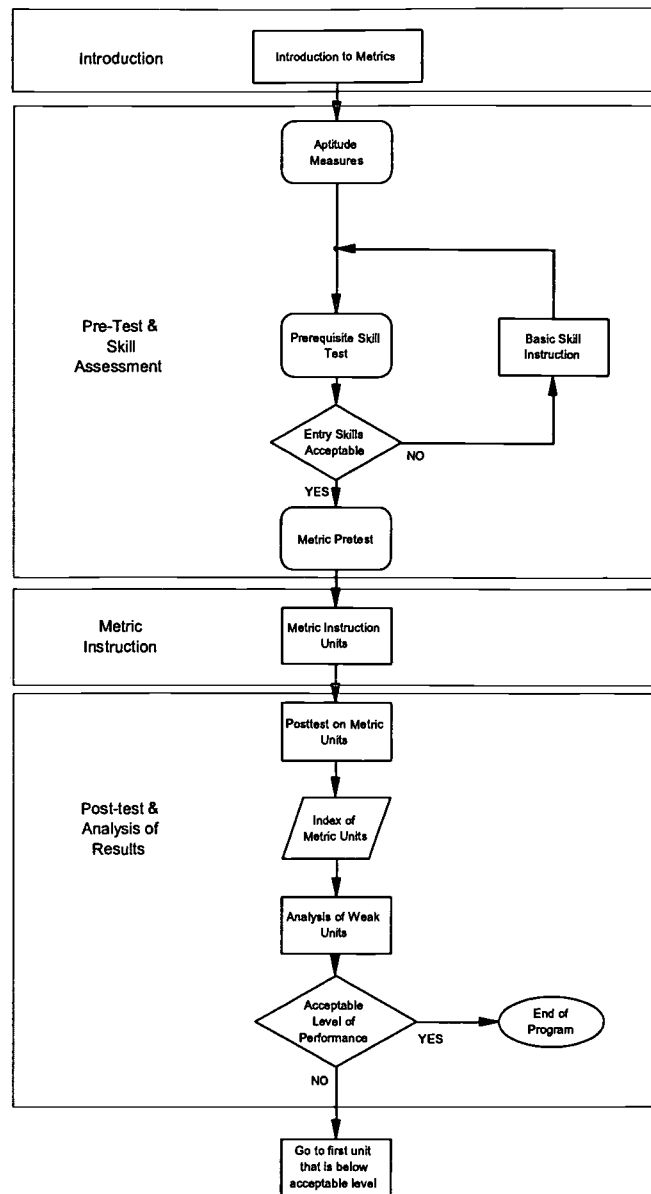 Introduction
Introduction to Metrics
Aptitude
Measures
Pre-Test &
Skill
Assessment
Prerequisite Skill
Test
Basic Skill
Instruction
Entry Skills
Acceptable
NO
YES
Metric Pretest
Metric
Instruction
Metric Instruction
Units
Posttest on Metric
Units
Post-test &
Analysis of
Results
Index of
Metric Units
Analysis of Weak
Units
Acceptable
Level of
Performance
YES
End of
Program
NO
Go to first unit
that is below
acceptable level